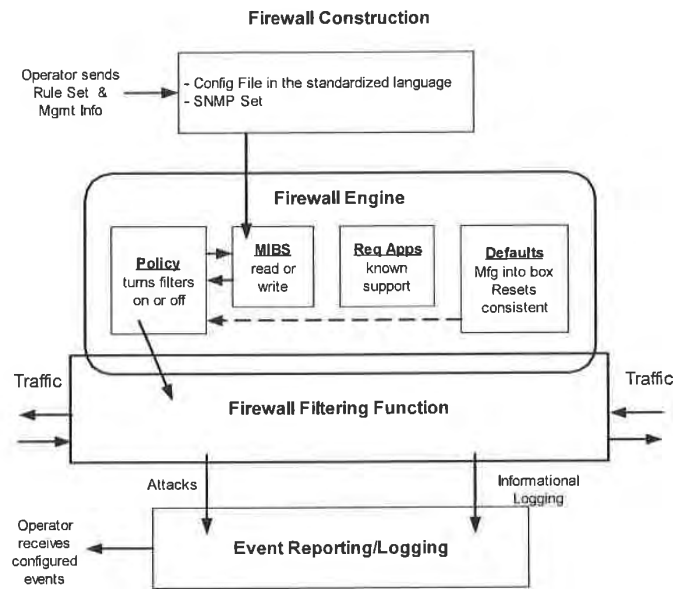 Firewall Construction
Operator sends
Rule Set &
Mgmt Info
- Config File in the standardized language
- SNMP Set
Firewall Engine
Policy
turns filters
on or off
MIBS
read or
write
Req Apps
known
support
Defaults
Mfg into box
Resets
consistent
Traffic
Traffic
Firewall Filtering Function
Attacks
Informational
Logging
Operator
receives
configured
events
Event Reporting/Logging